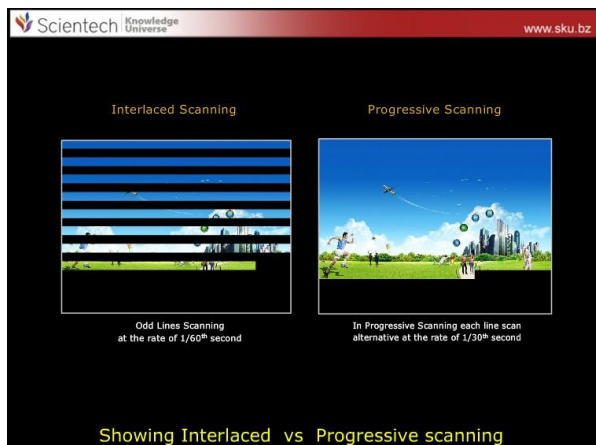 Scientech Knowledge
Universe
www.sku.bz
Interlaced Scanning
Progressive Scanning
Odd Lines Scanning
at the rate of 1/60th second
In Progressive Scanning each line scan
alternative at the rate of 1/30th second
Showing Interlaced vs Progressive scanning